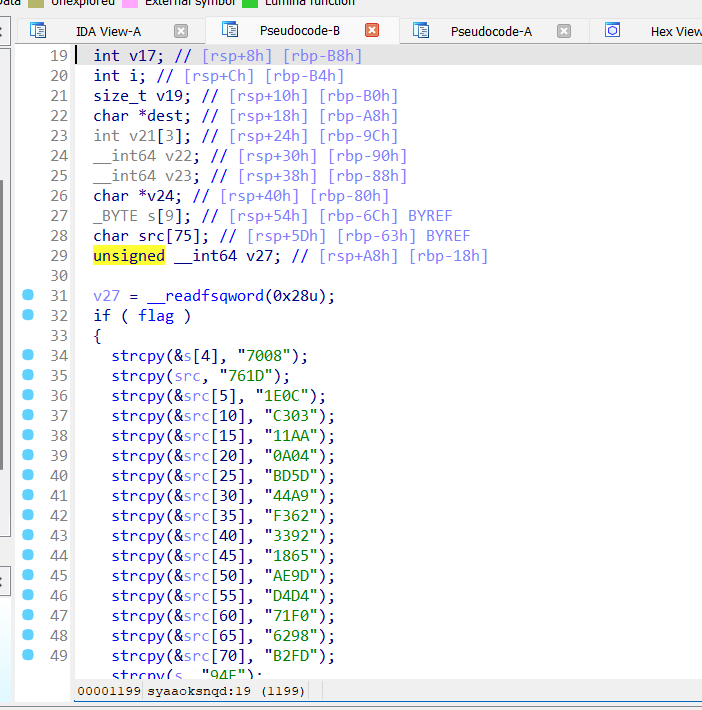 Data Unexplored External symbol Lumina function
IDA View-A Pseudocode-B Pseudocode-A Hex View
19 int v17; // [rsp+8h] [rbp-B8h]
20 int i; // [rsp+Ch] [rbp-B4h]
21 size_t v19; // [rsp+10h] [rbp-B0h]
22 char *dest; // [rsp+18h] [rbp-A8h]
23 int v21[3]; // [rsp+24h] [rbp-9Ch]
24 __int64 v22; // [rsp+30h] [rbp-90h]
25 __int64 v23; // [rsp+38h] [rbp-88h]
26 char *v24; // [rsp+40h] [rbp-80h]
27 _BYTE s[9]; // [rsp+54h] [rbp-6Ch] BYREF
28 char src[75]; // [rsp+5Dh] [rbp-63h] BYREF
29 unsigned __int64 v27; // [rsp+A8h] [rbp-18h]
30
31 v27 = __readfsqword(0x28u);
32 if ( flag )
33 {
34 strcpy(&s[4], "7008");
35 strcpy(src, "761D");
36 strcpy(&src[5], "1E0C");
37 strcpy(&src[10], "C303");
38 strcpy(&src[15], "11AA");
39 strcpy(&src[20], "0A04");
40 strcpy(&src[25], "BD5D");
41 strcpy(&src[30], "44A9");
42 strcpy(&src[35], "F362");
43 strcpy(&src[40], "3392");
44 strcpy(&src[45], "1865");
45 strcpy(&src[50], "AE9D");
46 strcpy(&src[55], "D4D4");
47 strcpy(&src[60], "71F0");
48 strcpy(&src[65], "6298");
49 strcpy(&src[70], "B2FD");
strcpy(s,
00001199 syaaoksnqd:19 (1199)